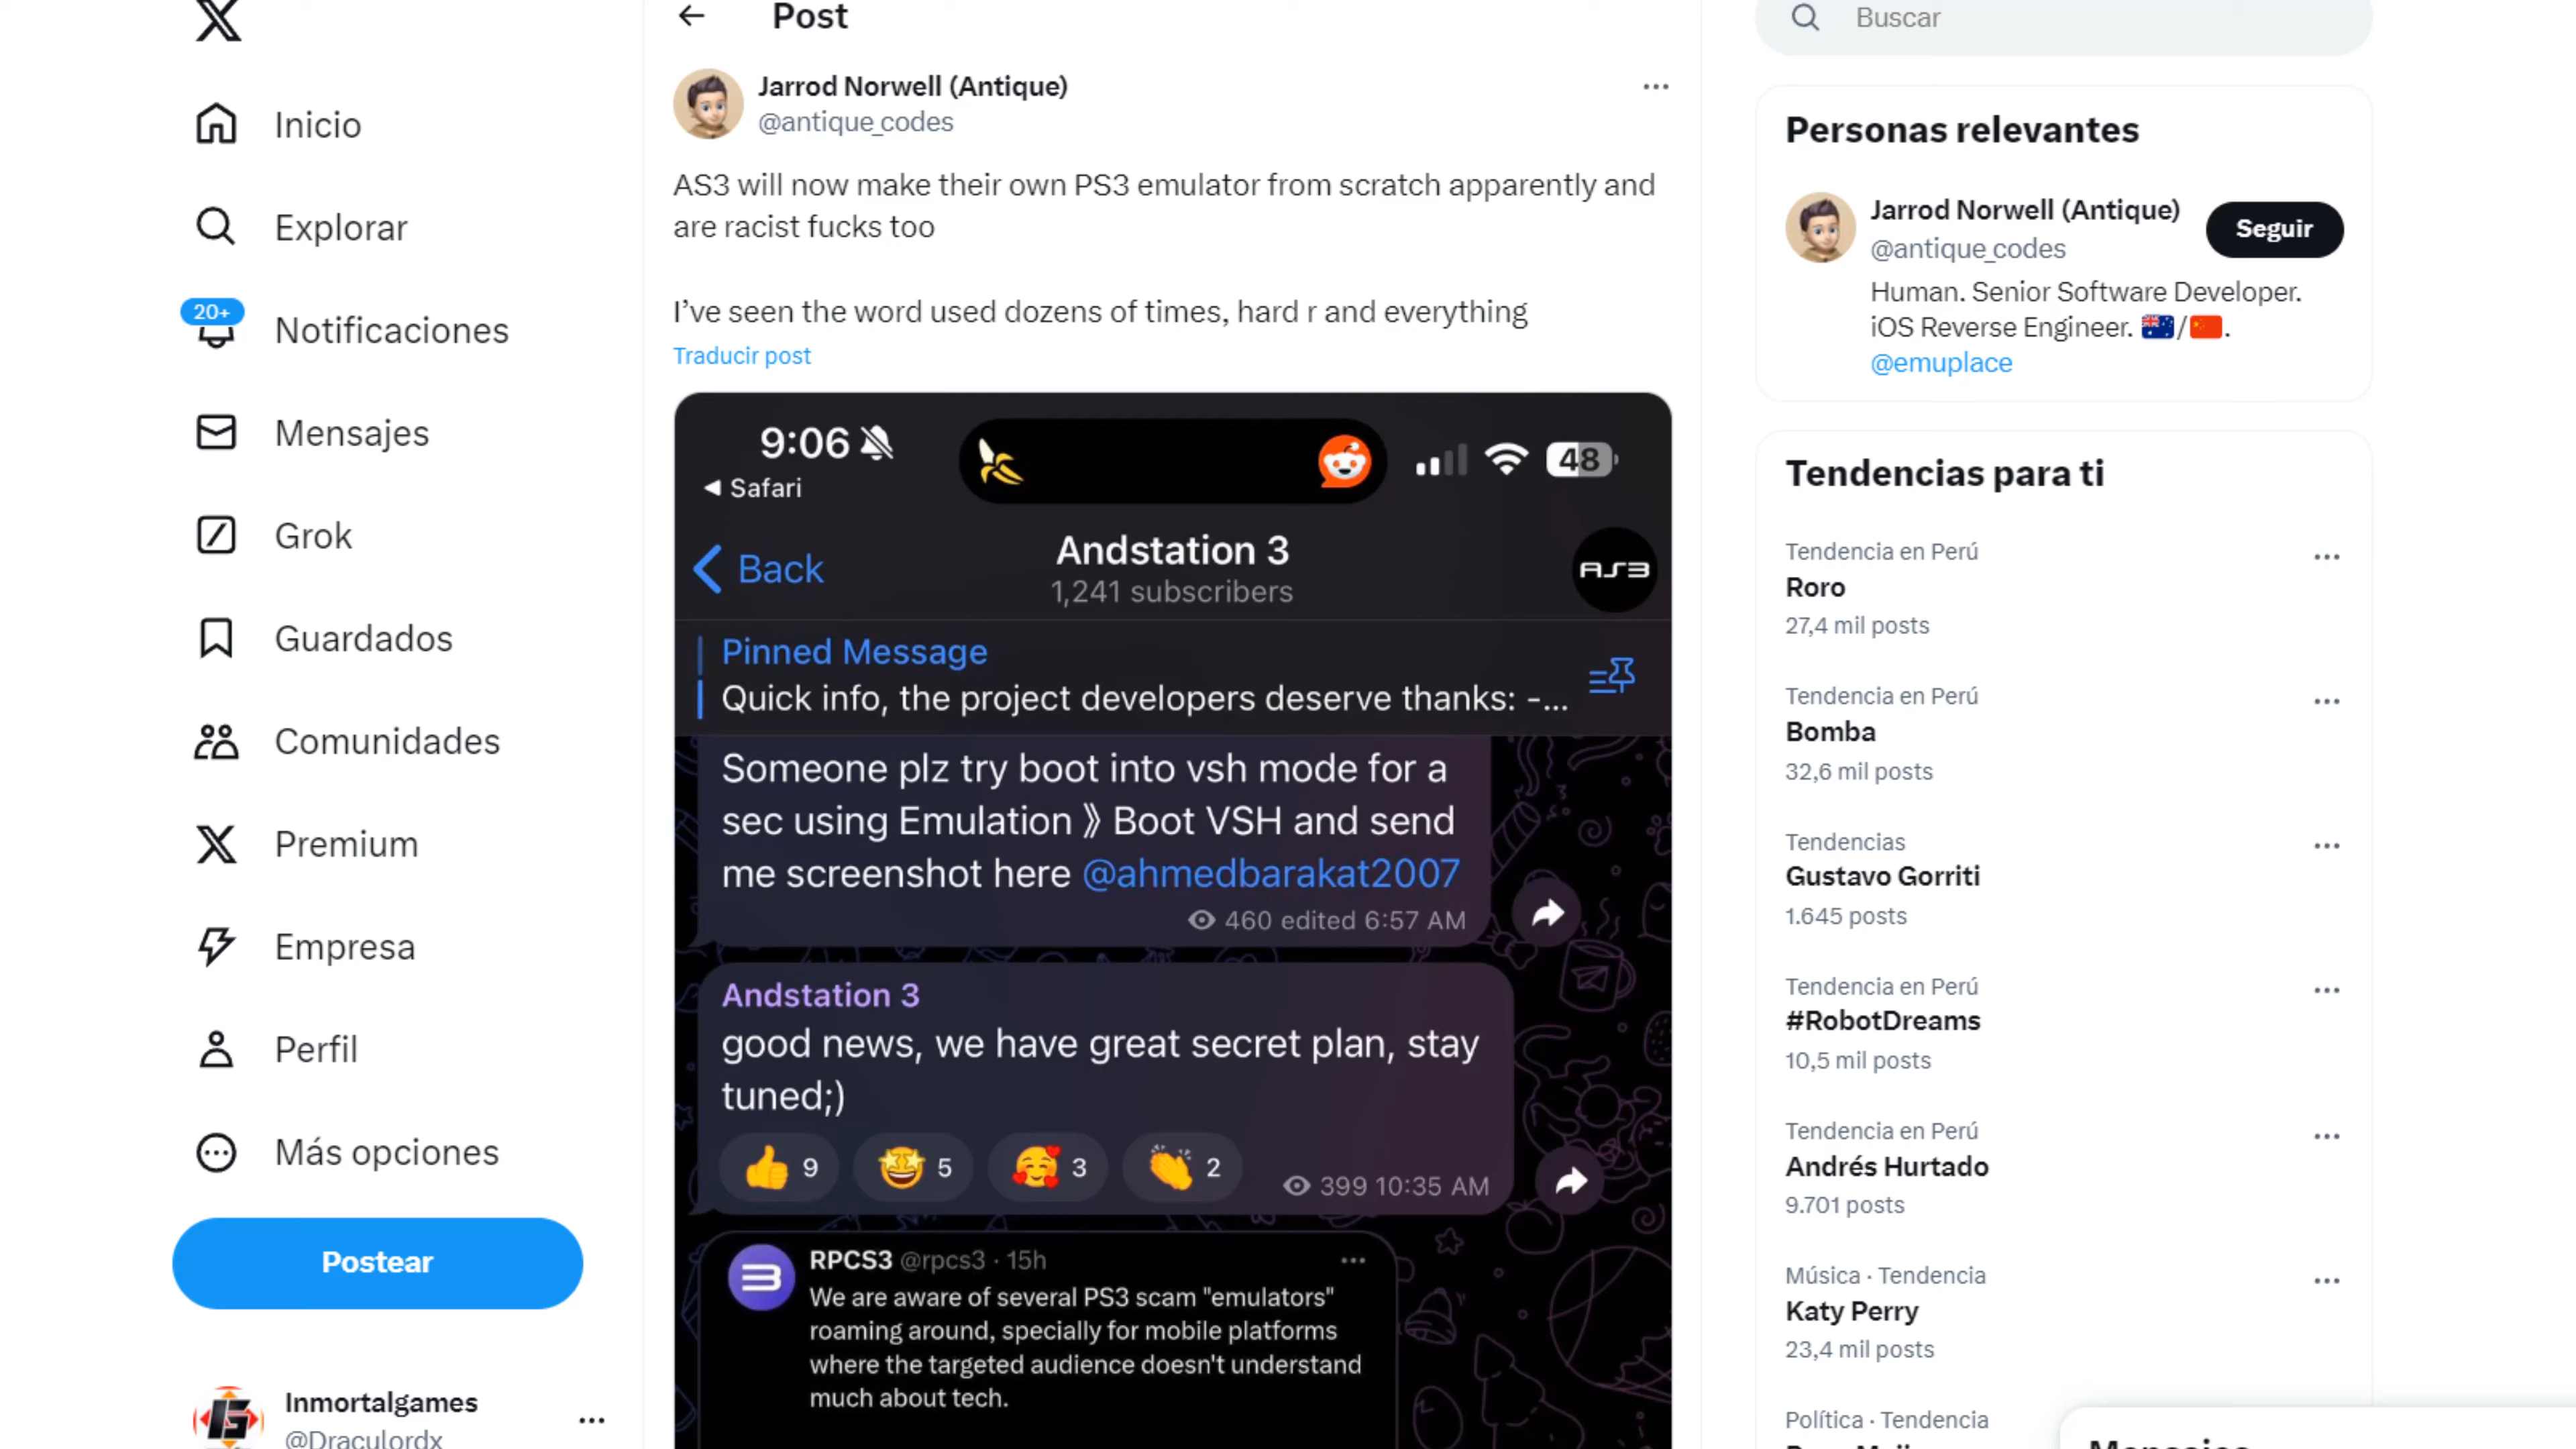 Post
Buscar
Inicio
Explorar
20+
Notificaciones
Mensajes
Grok
Guardados
Comunidades
Premium
Empresa
Perfil
Más opciones
Postear
Inmortalgames
@Draculordx
Jarrod Norwell (Antique)
@antique_codes
AS3 will now make their own PS3 emulator from scratch apparently and
are racist fucks too
I’ve seen the word used dozens of times, hard r and everything
Traducir post
9:06
48
Safari
Back
Andstation 3
1,241 subscribers
AS3
Pinned Message
Quick info, the project developers deserve thanks: -...
Someone plz try boot into vsh mode for a
sec using Emulation 》 Boot VSH and send
me screenshot here @ahmedbarakat2007
460 edited 6:57 AM
Andstation 3
good news, we have great secret plan, stay
tuned;)
9
5
3
2
399 10:35 AM
RPCS3 @rpcs3 · 15h
We are aware of several PS3 scam "emulators"
roaming around, specially for mobile platforms
where the targeted audience doesn't understand
much about tech.
Personas relevantes
Jarrod Norwell (Antique)
@antique_codes
Seguir
Human. Senior Software Developer.
iOS Reverse Engineer. 🇦🇺/🇨🇳.
@emuplace
Tendencias para ti
Tendencia en Perú
Roro
27,4 mil posts
Tendencia en Perú
Bomba
32,6 mil posts
Tendencias
Gustavo Gorriti
1.645 posts
Tendencia en Perú
#RobotDreams
10,5 mil posts
Tendencia en Perú
Andrés Hurtado
9.701 posts
Música · Tendencia
Katy Perry
23,4 mil posts
Política · Tendencia